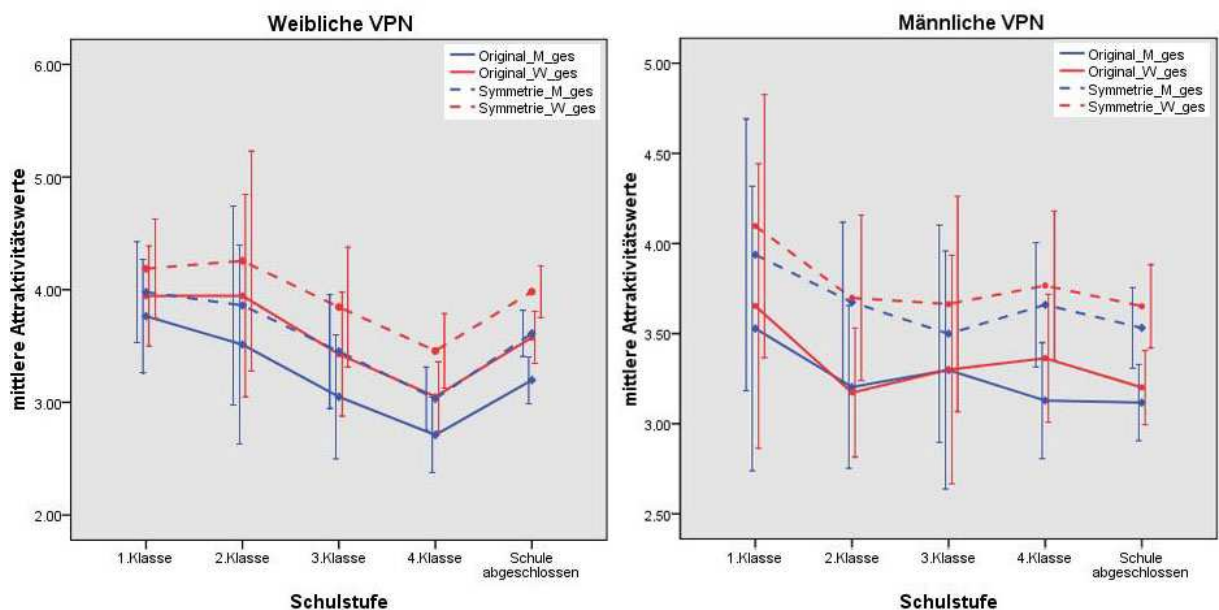 Weibliche VPN
6.00
5.00
4.00
3.00
2.00
mittlere Attraktivitätswerte
Original_M_ges
Original_W_ges
Symmetrie_M_ges
Symmetrie_W_ges
1.Klasse
2.Klasse
3.Klasse
4.Klasse
Schule
abgeschlossen
Schulstufe
Männliche VPN
5.00
4.50
4.00
3.50
3.00
2.50
mittlere Attraktivitätswerte
Original_M_ges
Original_W_ges
Symmetrie_M_ges
Symmetrie_W_ges
1.Klasse
2.Klasse
3.Klasse
4.Klasse
Schule
abgeschlossen
Schulstufe